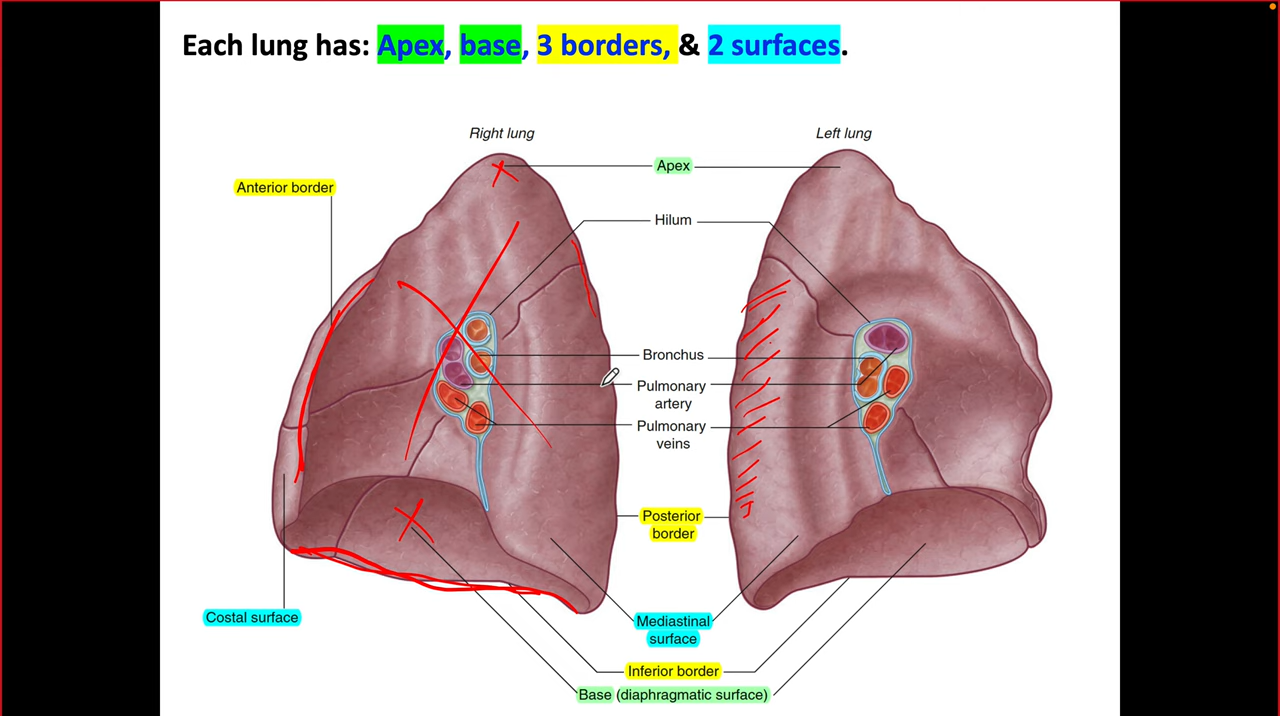 Each lung has: Apex, base, 3 borders, & 2 surfaces.
Right lung
Left lung
Apex
Anterior border
Hilum
Bronchus
Pulmonary
artery
Pulmonary
veins
Posterior
border
Costal surface
Mediastinal
surface
Inferior border
Base (diaphragmatic surface)